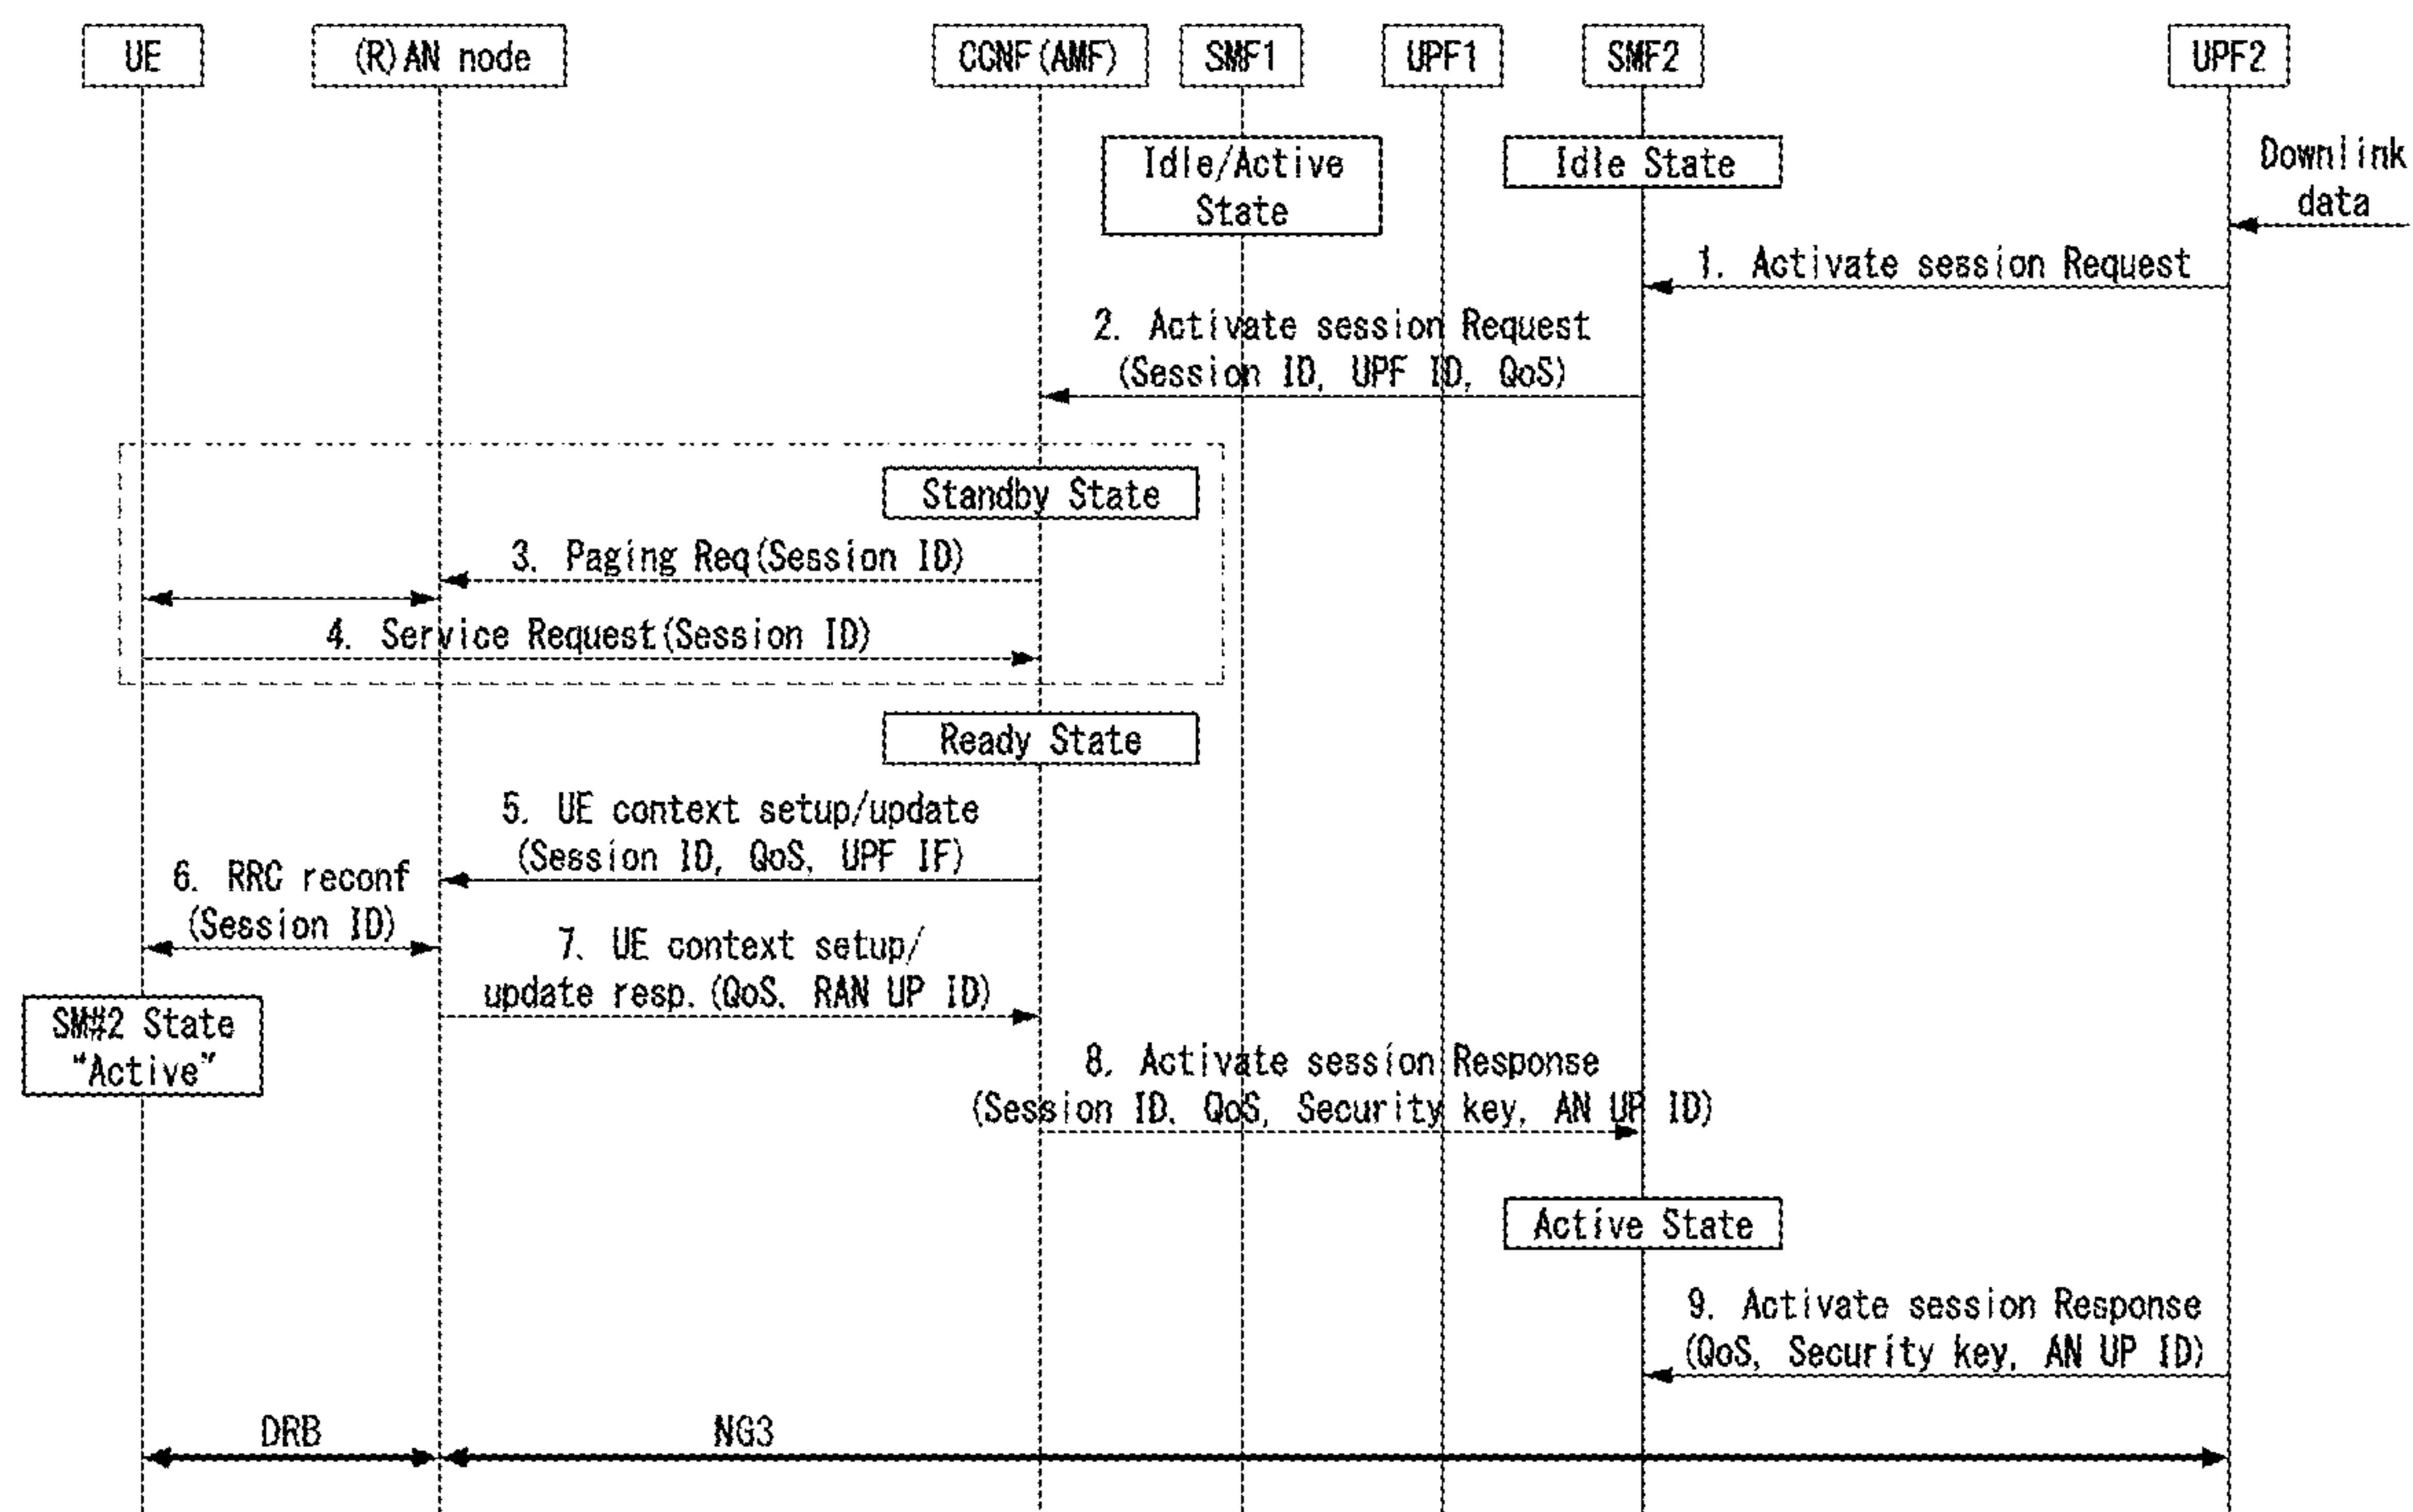 UE
(R)AN node
CCNF(AMF)
SMF1
UPF1
SMF2
UPF2
Idle/Active
State
Idle State
Downlink
data
1. Activate session Request
2. Activate session Request
(Session ID, UPF ID, QoS)
Standby State
3. Paging Req(Session ID)
4. Service Request(Session ID)
Ready State
5. UE context setup/update
(Session ID, QoS, UPF IF)
6. RRC reconf
(Session ID)
7. UE context setup/
update resp.(QoS, RAN UP ID)
SM#2 State
"Active"
8. Activate session Response
(Session ID, QoS, Security key, AN UP ID)
Active State
9. Activate session Response
(QoS, Security key, AN UP ID)
DRB
NG3